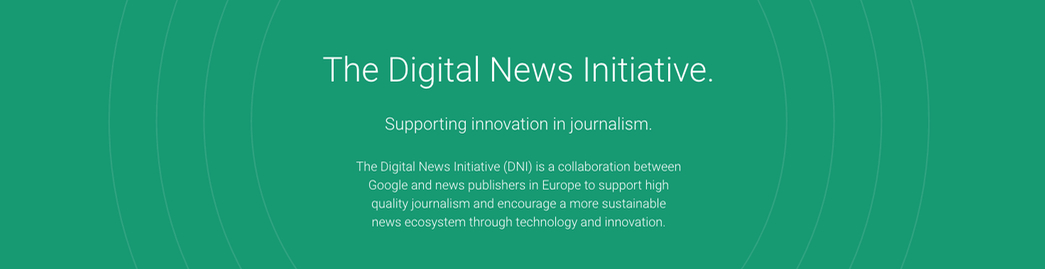 The Digital News Initiative.
Supporting innovation in journalism.
The Digital News Initiative (DNI) is a collaboration between
Google and news publishers in Europe to support high
quality journalism and encourage a more sustainable
news ecosystem through technology and innovation.